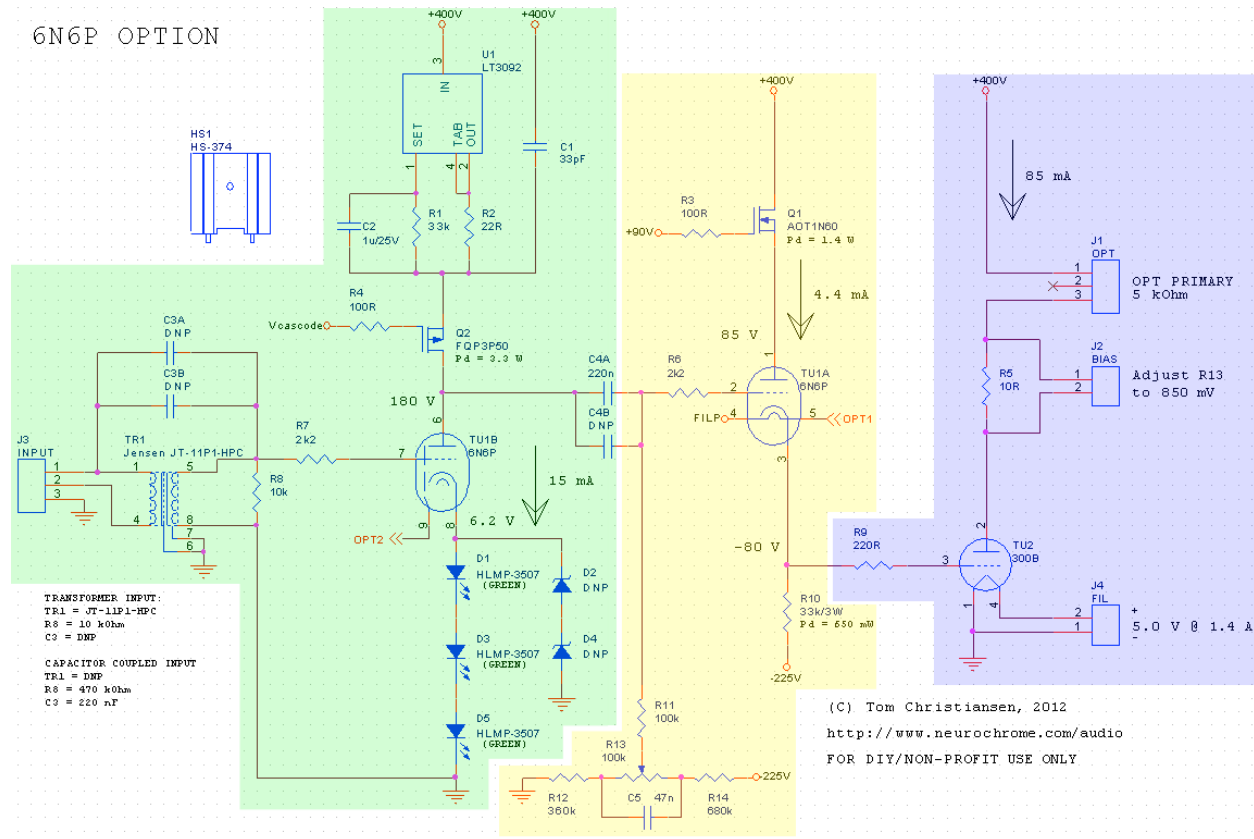 6N6P OPTION
+400V
+400V
3
U1
LT3092
IN
SET
TAB
OUT
1
4
2
C1
33pF
HS1
HS-374
C2
1u/25V
R1
33k
R2
22R
R4
100R
Vcascode
Q2
FQP3P50
Pd = 3.3 W
C3A
DNP
C3B
DNP
180 V
6
TU1B
6N6P
R7
2k2
7
J3
INPUT
1
2
3
TR1
Jensen JT-11P1-HPC
1
5
4
8
7
6
R8
10k
OPT2
9
8
6.2 V
15 mA
D1
HLMP-3507
(GREEN)
D2
DNP
D3
HLMP-3507
(GREEN)
D4
DNP
D5
HLMP-3507
(GREEN)
TRANSFORMER INPUT:
TR1 = JT-11P1-HPC
R8 = 10 kOhm
C3 = DNP
CAPACITOR COUPLED INPUT
TR1 = DNP
R8 = 470 kOhm
C3 = 220 nF
+400V
R3
100R
+90V
Q1
AOT1N60
Pd = 1.4 W
4.4 mA
85 V
1
C4A
220n
C4B
DNP
R6
2k2
2
TU1A
6N6P
FILP
4
5
OPT1
3
-80 V
R10
33k/3W
Pd = 650 mW
-225V
R11
100k
R13
100k
-225V
R12
360k
C5
47n
R14
680k
+400V
85 mA
J1
OPT
1
2
3
OPT PRIMARY
5 kOhm
J2
BIAS
1
2
Adjust R13
to 850 mV
R5
10R
R9
220R
3
2
TU2
300B
1
4
J4
FIL
2
1
+
5.0 V @ 1.4 A
-
(C) Tom Christiansen, 2012
http://www.neurochrome.com/audio
FOR DIY/NON-PROFIT USE ONLY